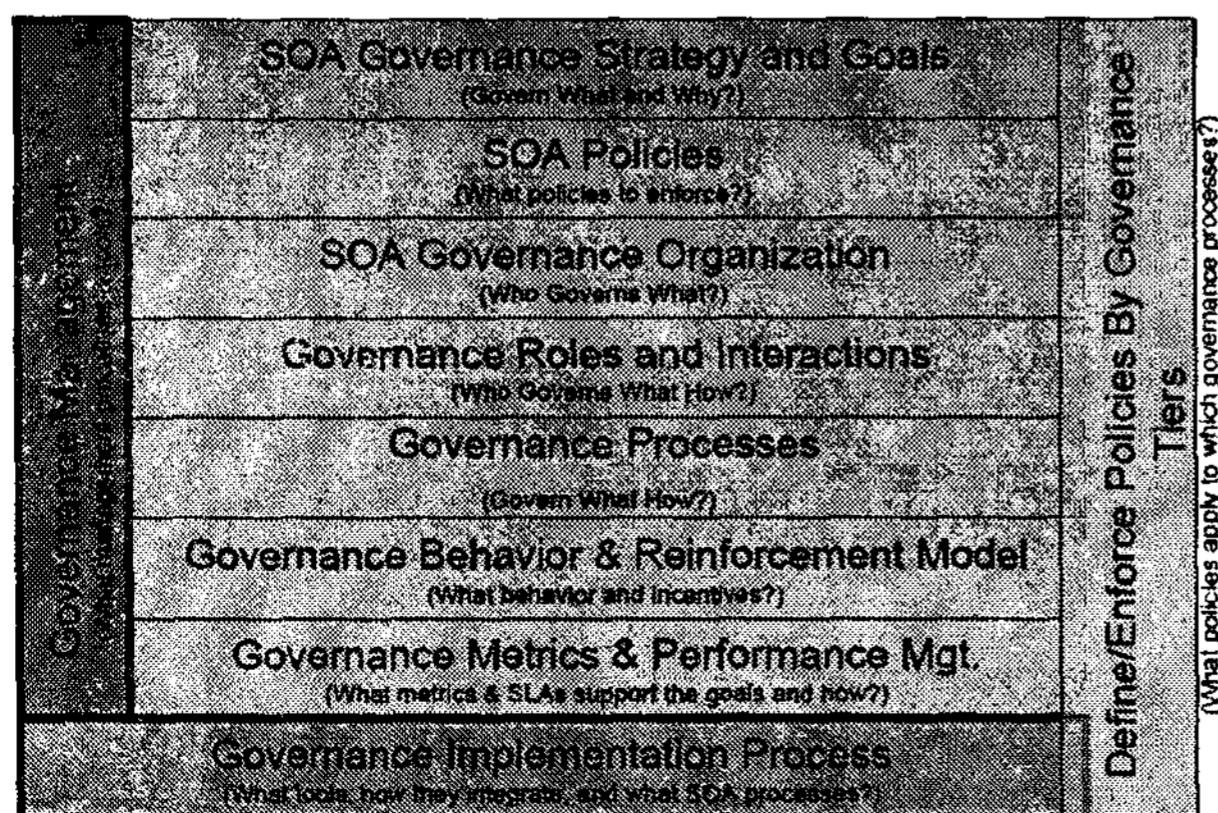 SOA Governance Strategy and Goals
(Govern What and Why?)
SOA Policies
(What policies to enforce?)
SOA Governance Organization
(Who Governs What?)
Governance Roles and Interactions
(Who Governs What How?)
Governance Processes
(Govern What How?)
Governance Behavior & Reinforcement Model
(What behavior and incentives?)
Governance Metrics & Performance Mgt.
(What metrics & SLAs support the goals and how?)
Governance Implementation Process
(What tools, how they integrate, and what SOA processes?)
Governance Management
Define/Enforce Policies By Governance
Tiers
(What policies apply to which governance processes?)